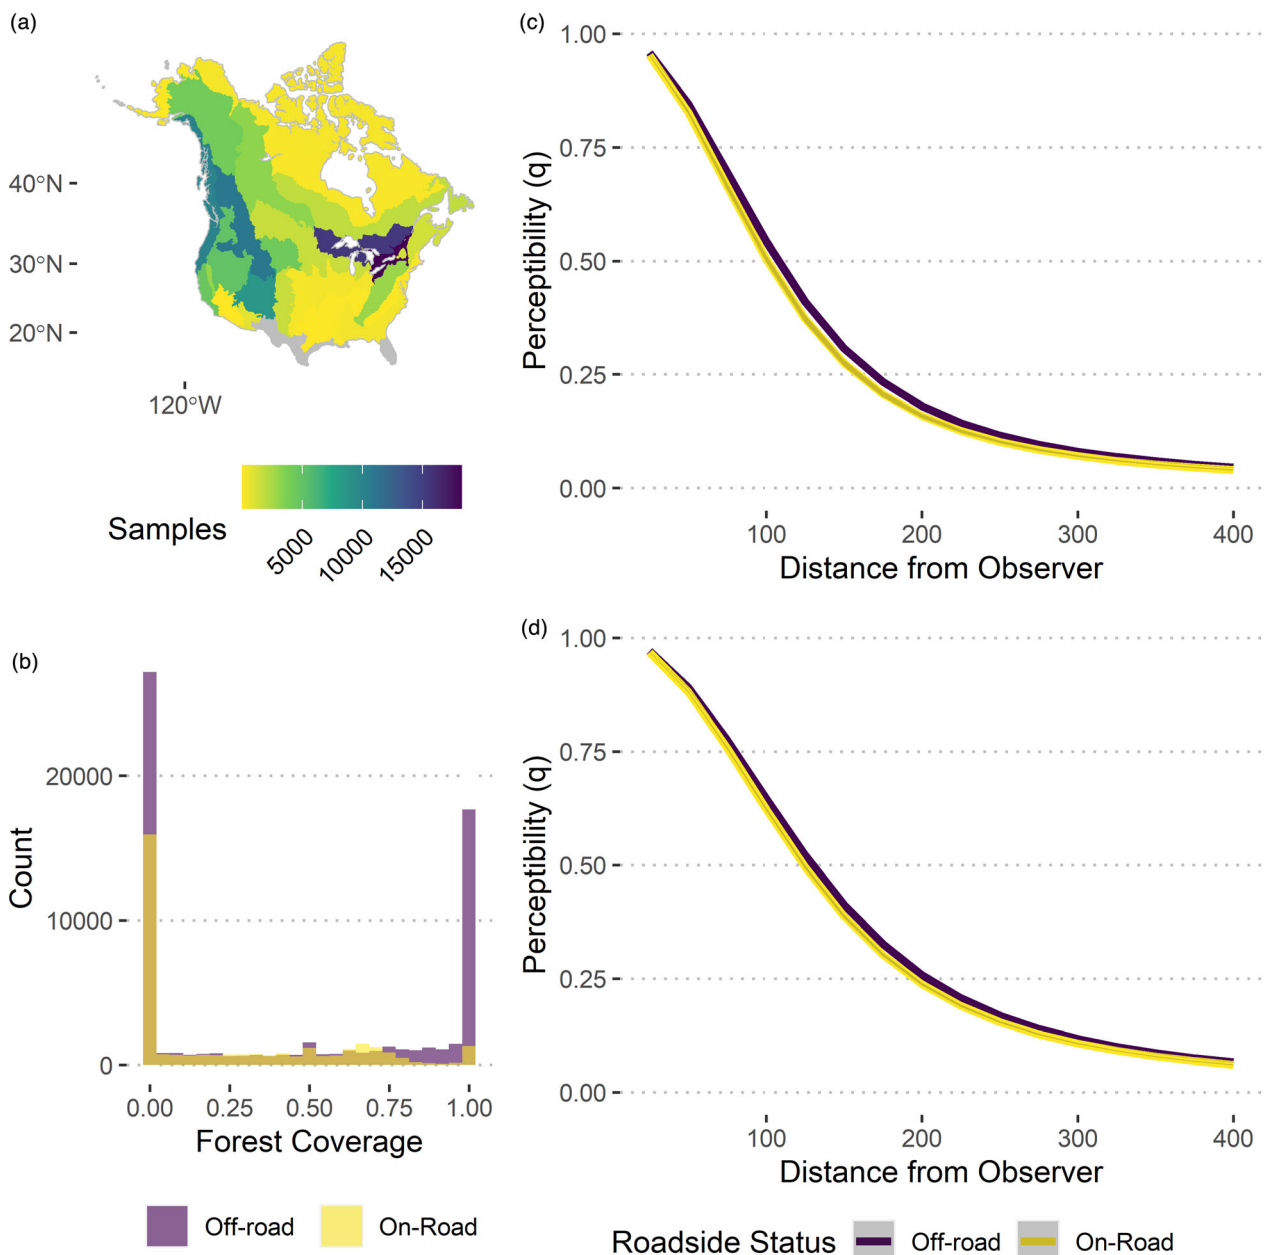 (a)
40°N
30°N
20°N
120°W
Samples
5000
10000
15000
(b)
Count
20000
10000
0
0.00 0.25 0.50 0.75 1.00
Forest Coverage
Off-road On-Road
(c)
Perceptibility (q)
1.00
0.75
0.50
0.25
0.00
100 200 300 400
Distance from Observer
(d)
Perceptibility (q)
1.00
0.75
0.50
0.25
0.00
100 200 300 400
Distance from Observer
Roadside Status Off-road On-Road